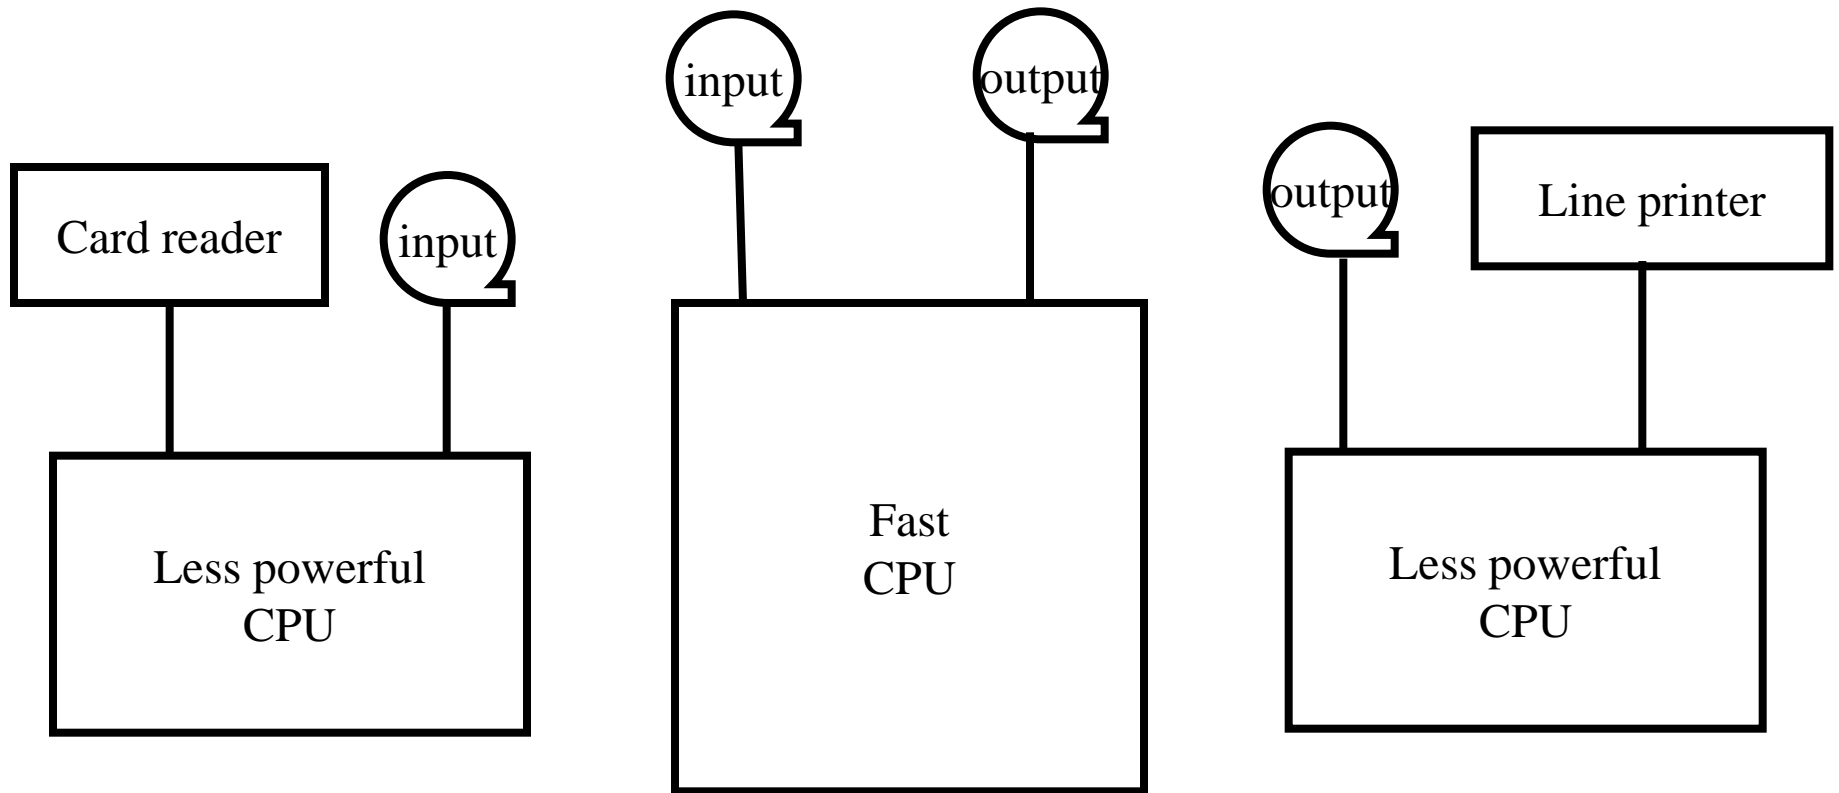 Card reader
input
Less powerful
CPU
input
output
Fast
CPU
output
Line printer
Less powerful
CPU